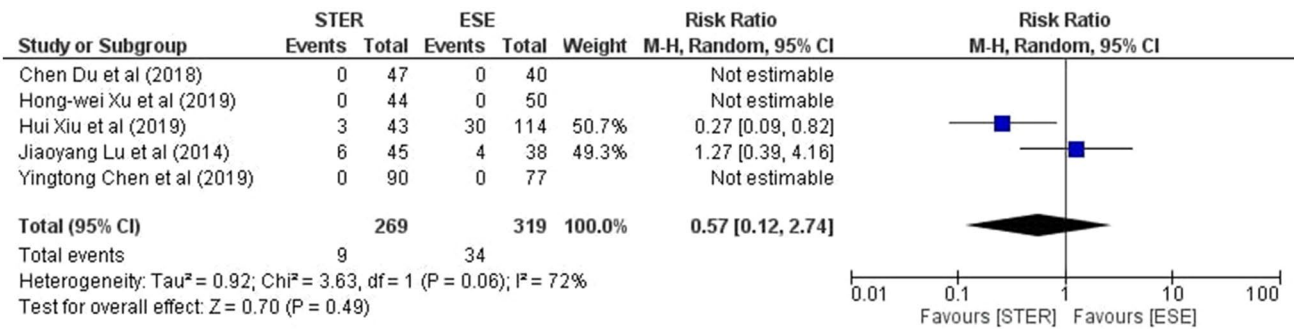 STER ESE Risk Ratio Risk Ratio
Study or Subgroup Events Total Events Total Weight M-H, Random, 95% CI M-H, Random, 95% CI
Chen Du et al (2018) 0 47 0 40 Not estimable
Hong-wei Xu et al (2019) 0 44 0 50 Not estimable
Hui Xiu et al (2019) 3 43 30 114 50.7% 0.27 [0.09, 0.82]
Jiaoyang Lu et al (2014) 6 45 4 38 49.3% 1.27 [0.39, 4.16]
Yingtong Chen et al (2019) 0 90 0 77 Not estimable
Total (95% CI) 269 319 100.0% 0.57 [0.12, 2.74]
Total events 9 34
Heterogeneity: Tau² = 0.92; Chi² = 3.63, df = 1 (P = 0.06); I² = 72%
Test for overall effect: Z = 0.70 (P = 0.49)
0.01 0.1 1 10 100
Favours [STER] Favours [ESE]